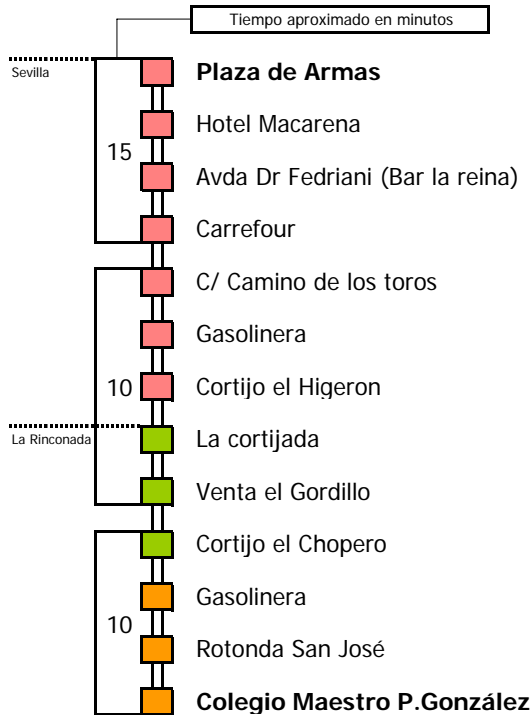 Tiempo aproximado en minutos
Sevilla
Plaza de Armas
Hotel Macarena
15
Avda Dr Fedriani (Bar la reina)
Carrefour
C/ Camino de los toros
Gasolinera
10
Cortijo el Higeron
La Rinconada
La cortijada
Venta el Gordillo
Cortijo el Chopero
Gasolinera
10
Rotonda San José
Colegio Maestro P.González